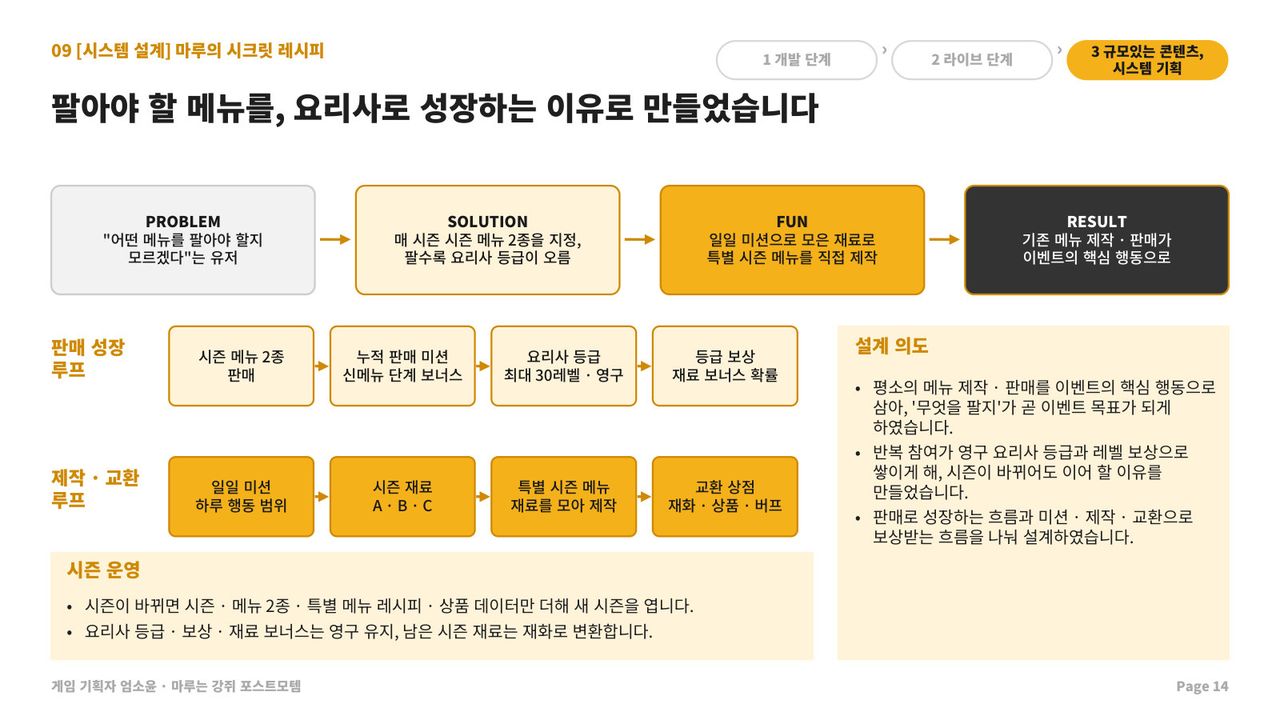 09 [시스템 설계] 마루의 시크릿 레시피
1 개발 단계
›
2 라이브 단계
›
3 규모있는 콘텐츠,
시스템 기획
팔아야 할 메뉴를, 요리사로 성장하는 이유로 만들었습니다
PROBLEM
"어떤 메뉴를 팔아야 할지
모르겠다"는 유저
SOLUTION
매 시즌 시즌 메뉴 2종을 지정,
팔수록 요리사 등급이 오름
FUN
일일 미션으로 모은 재료로
특별 시즌 메뉴를 직접 제작
RESULT
기존 메뉴 제작 · 판매가
이벤트의 핵심 행동으로
판매 성장
루프
시즌 메뉴 2종
판매
누적 판매 미션
신메뉴 단계 보너스
요리사 등급
최대 30레벨 · 영구
등급 보상
재료 보너스 확률
제작 · 교환
루프
일일 미션
하루 행동 범위
시즌 재료
A · B · C
특별 시즌 메뉴
재료를 모아 제작
교환 상점
재화 · 상품 · 버프
설계 의도
• 평소의 메뉴 제작 · 판매를 이벤트의 핵심 행동으로
삼아, '무엇을 팔지'가 곧 이벤트 목표가 되게
하였습니다.
• 반복 참여가 영구 요리사 등급과 레벨 보상으로
쌓이게 해, 시즌이 바뀌어도 이어 할 이유를
만들었습니다.
• 판매로 성장하는 흐름과 미션 · 제작 · 교환으로
보상받는 흐름을 나눠 설계하였습니다.
시즌 운영
• 시즌이 바뀌면 시즌 · 메뉴 2종 · 특별 메뉴 레시피 · 상품 데이터만 더해 새 시즌을 엽니다.
• 요리사 등급 · 보상 · 재료 보너스는 영구 유지, 남은 시즌 재료는 재화로 변환합니다.
게임 기획자 엄소윤 · 마루는 강쥐 포스트모템
Page 14